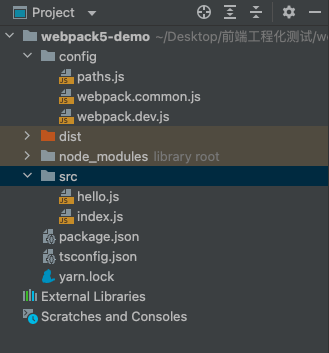 Project
webpack5-demo ~/Desktop/前端工程化测试/we
config
paths.js
webpack.common.js
webpack.dev.js
dist
node_modules library root
src
hello.js
index.js
package.json
tsconfig.json
yarn.lock
External Libraries
Scratches and Consoles